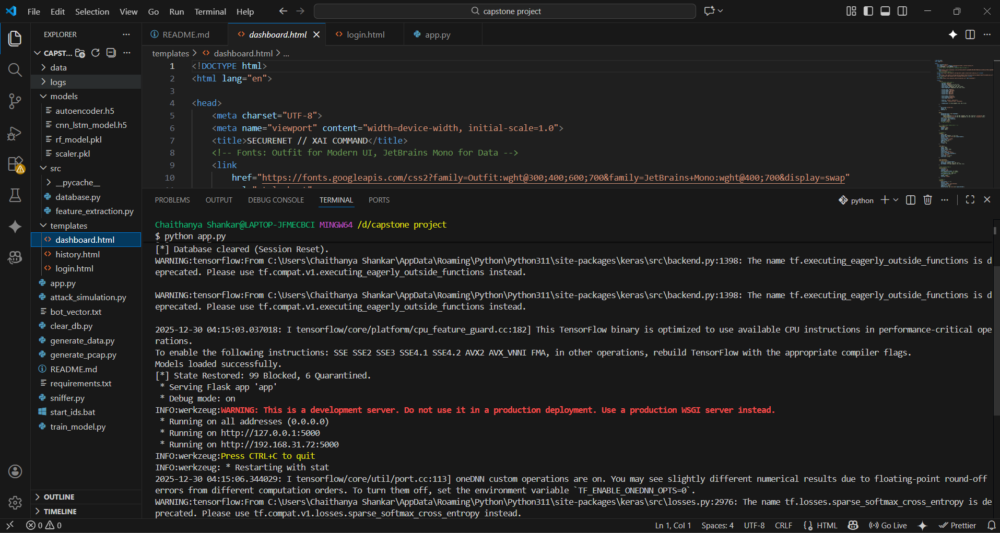 File Edit Selection View Go Run Terminal Help
capstone project
EXPLORER
README.md
dashboard.html
login.html
app.py
CAPST...
templates > dashboard.html > ...
data
logs
models
autoencoder.h5
cnn_lstm_model.h5
rf_model.pkl
scaler.pkl
src
__pycache__
database.py
feature_extraction.py
templates
dashboard.html
history.html
login.html
app.py
attack_simulation.py
bot_vector.txt
clear_db.py
generate_data.py
generate_pcap.py
README.md
requirements.txt
sniffer.py
start_ids.bat
train_model.py
OUTLINE
TIMELINE
1 <!DOCTYPE html>
2 <html lang="en">
3
4 <head>
5 <meta charset="UTF-8">
6 <meta name="viewport" content="width=device-width, initial-scale=1.0">
7 <title>SECURENET // XAI COMMAND</title>
8 <!-- Fonts: Outfit for Modern UI, JetBrains Mono for Data -->
9 <link
10 href="https://fonts.googleapis.com/css2?family=Outfit:wght@300;400;600;700&family=JetBrains+Mono:wght@400;700&display=swap"
PROBLEMS OUTPUT DEBUG CONSOLE TERMINAL PORTS
python
Chaithanya Shankar@LAPTOP-JFMECBCI MINGW64 /d/capstone project
$ python app.py
[*] Database cleared (Session Reset).
WARNING:tensorflow:From C:\Users\Chaithanya Shankar\AppData\Roaming\Python\Python311\site-packages\keras\src\backend.py:1398: The name tf.executing_eagerly_outside_functions is d
eprecated. Please use tf.compat.v1.executing_eagerly_outside_functions instead.
WARNING:tensorflow:From C:\Users\Chaithanya Shankar\AppData\Roaming\Python\Python311\site-packages\keras\src\backend.py:1398: The name tf.executing_eagerly_outside_functions is d
eprecated. Please use tf.compat.v1.executing_eagerly_outside_functions instead.
2025-12-30 04:15:03.037018: I tensorflow/core/platform/cpu_feature_guard.cc:182] This TensorFlow binary is optimized to use available CPU instructions in performance-critical ope
rations.
To enable the following instructions: SSE SSE2 SSE3 SSE4.1 SSE4.2 AVX2 AVX_VNNI FMA, in other operations, rebuild TensorFlow with the appropriate compiler flags.
Models loaded successfully.
[*] State Restored: 99 Blocked, 6 Quarantined.
* Serving Flask app 'app'
* Debug mode: on
INFO:werkzeug:WARNING: This is a development server. Do not use it in a production deployment. Use a production WSGI server instead.
* Running on all addresses (0.0.0.0)
* Running on http://127.0.0.1:5000
* Running on http://192.168.31.72:5000
INFO:werkzeug:Press CTRL+C to quit
INFO:werkzeug: * Restarting with stat
2025-12-30 04:15:06.344029: I tensorflow/core/util/port.cc:113] oneDNN custom operations are on. You may see slightly different numerical results due to floating-point round-off
errors from different computation orders. To turn them off, set the environment variable `TF_ENABLE_ONEDNN_OPTS=0`.
WARNING:tensorflow:From C:\Users\Chaithanya Shankar\AppData\Roaming\Python\Python311\site-packages\keras\src\losses.py:2976: The name tf.losses.sparse_softmax_cross_entropy is de
precated. Please use tf.compat.v1.losses.sparse_softmax_cross_entropy instead.
0 0 Ln 1, Col 1 Spaces: 4 UTF-8 CRLF {} HTML Go Live Prettier